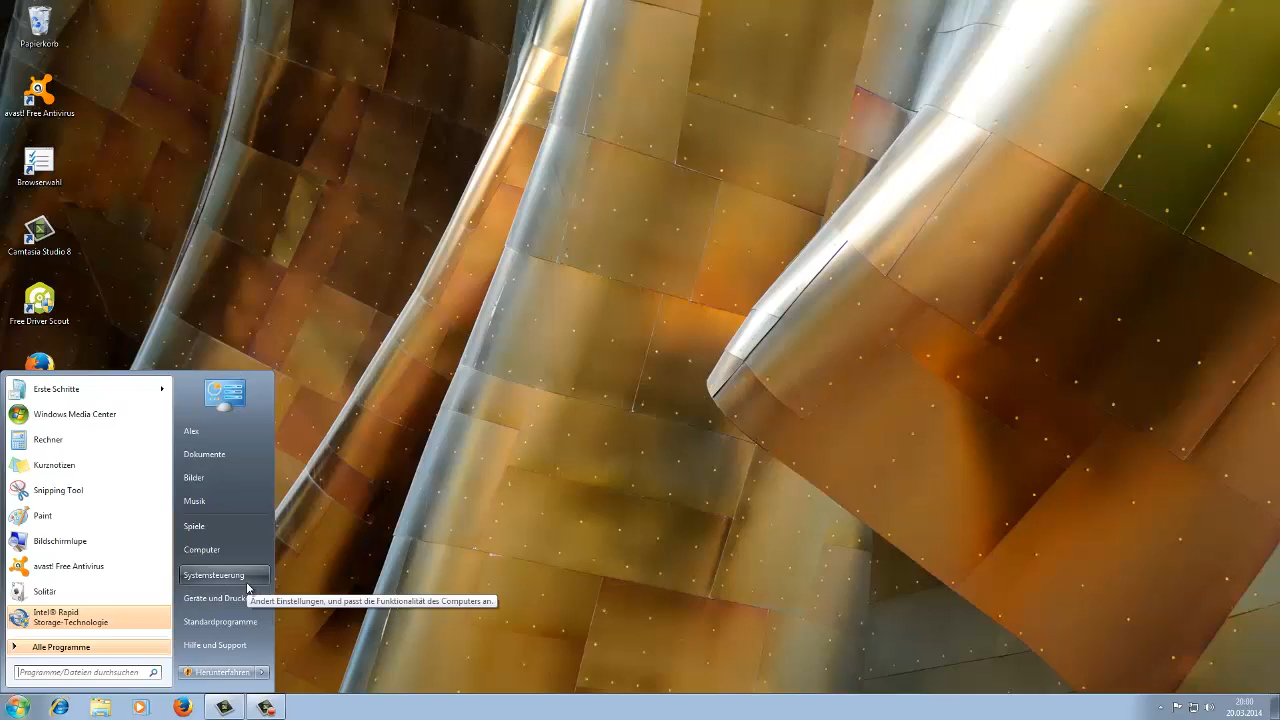 Papierkorb
avast! Free Antivirus
Browserwahl
Camtasia Studio 8
Free Driver Scout
Erste Schritte
Windows Media Center
Rechner
Kurznotizen
Snipping Tool
Paint
Bildschirmlupe
avast! Free Antivirus
Solitär
Intel® Rapid
Storage-Technologie
Alle Programme
Programme/Dateien durchsuchen
Alex
Dokumente
Bilder
Musik
Spiele
Computer
Systemsteuerung
Geräte und Drucke
Ändert Einstellungen, und passt die Funktionalität des Computers an.
Standardprogramme
Hilfe und Support
Herunterfahren
20:00
20.03.2014